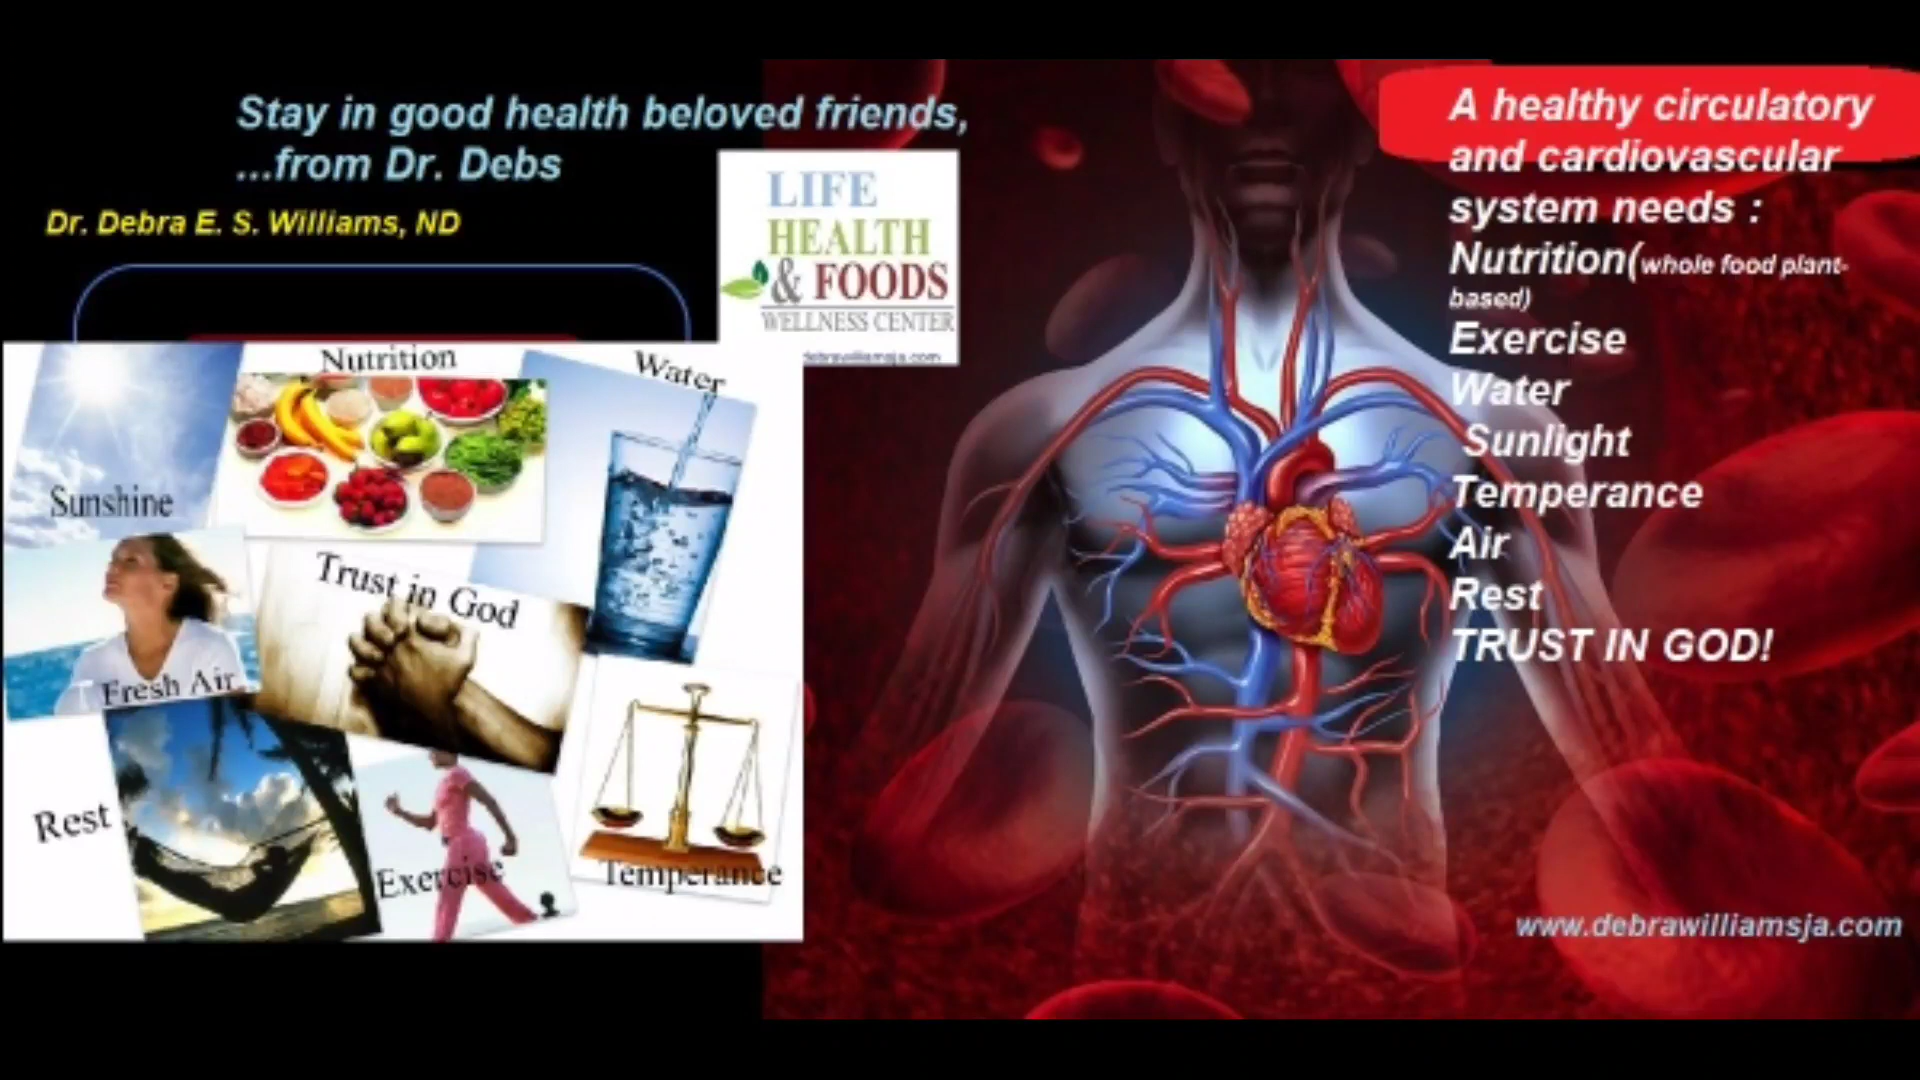 Stay in good health beloved friends,
...from Dr. Debs
Dr. Debra E. S. Williams, ND
LIFE
HEALTH
& FOODS
WELLNESS CENTER
debrawilliamsja.com
Nutrition
Water
Sunshine
Trust in God
Fresh Air
Rest
Exercise
Temperance
A healthy circulatory
and cardiovascular
system needs :
Nutrition(whole food plant-
based)
Exercise
Water
Sunlight
Temperance
Air
Rest
TRUST IN GOD!
www.debrawilliamsja.com